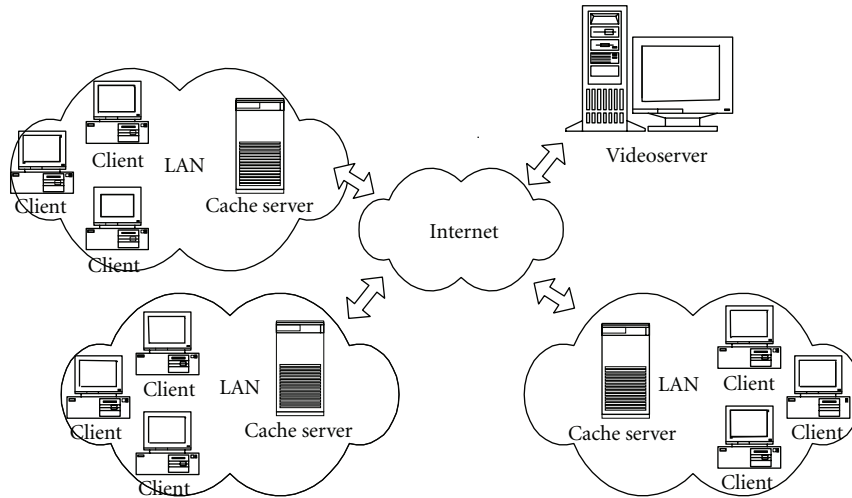 Client
LAN
Client
Cache server
Client
Videoserver
Internet
Client
LAN
Client
Cache server
Client
Client
LAN
Client
Cache server
Client